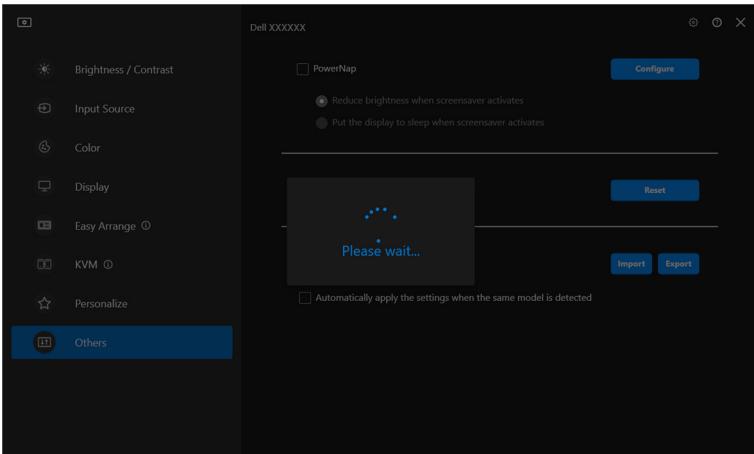 Dell XXXXXX
Brightness / Contrast
Input Source
Color
Display
Easy Arrange
KVM
Personalize
Others
PowerNap
Configure
Reduce brightness when screensaver activates
Put the display to sleep when screensaver activates
Reset
Please wait...
Import
Export
Automatically apply the settings when the same model is detected